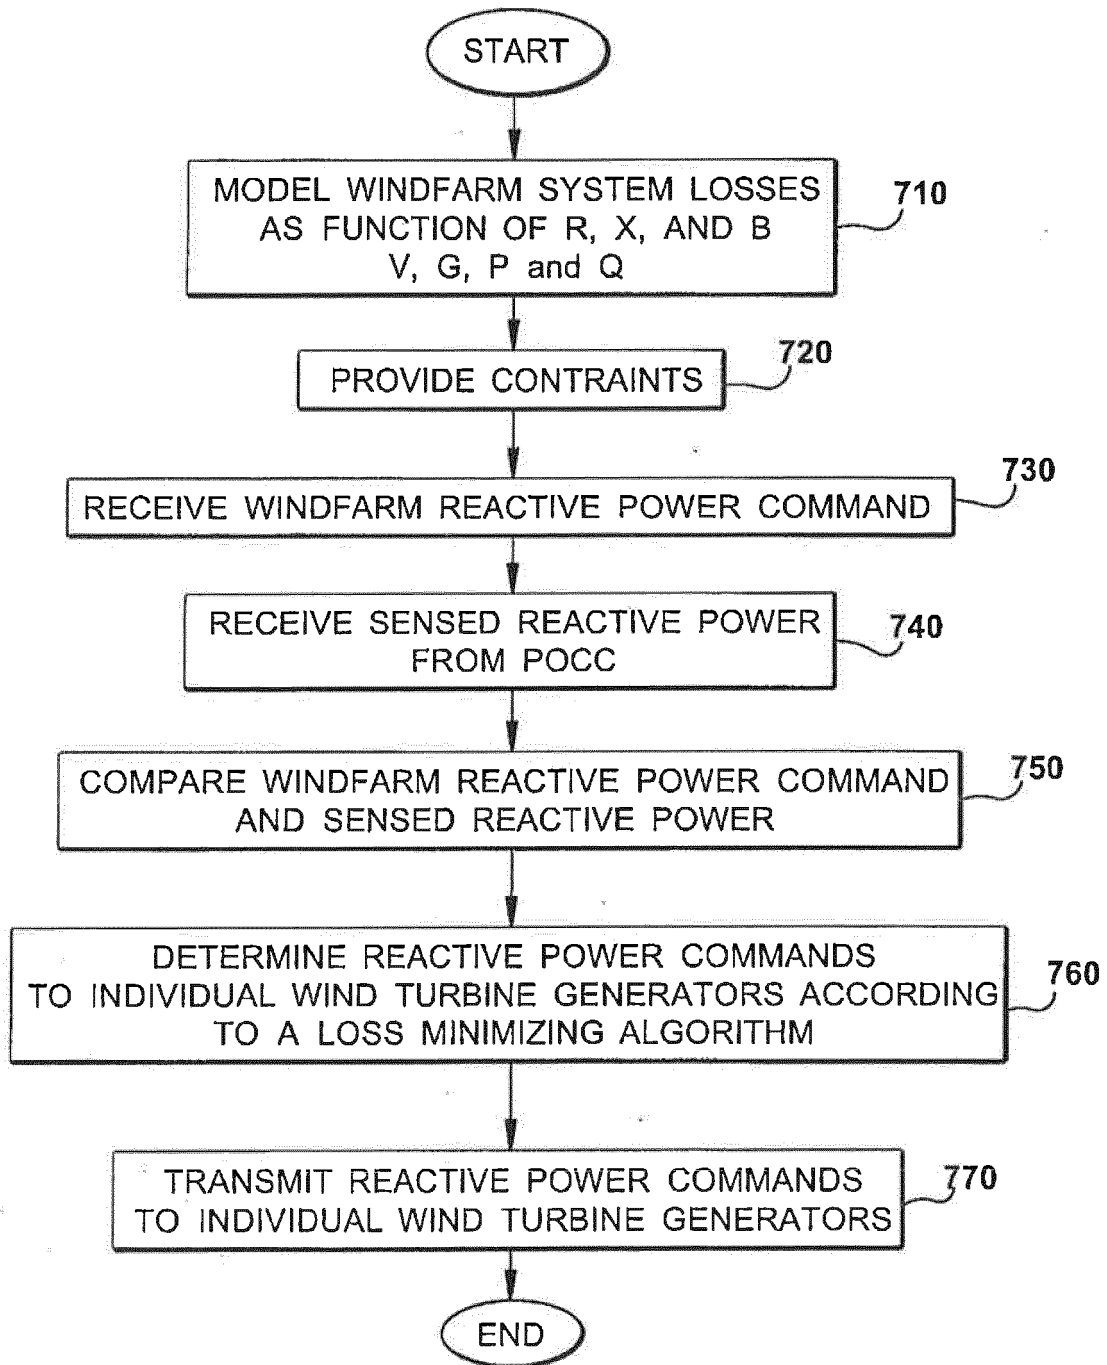 START
MODEL WINDFARM SYSTEM LOSSES
AS FUNCTION OF R, X, AND B
V, G, P and Q
710
PROVIDE CONTRAINTS
720
RECEIVE WINDFARM REACTIVE POWER COMMAND
730
RECEIVE SENSED REACTIVE POWER
FROM POCC
740
COMPARE WINDFARM REACTIVE POWER COMMAND
AND SENSED REACTIVE POWER
750
DETERMINE REACTIVE POWER COMMANDS
TO INDIVIDUAL WIND TURBINE GENERATORS ACCORDING
TO A LOSS MINIMIZING ALGORITHM
760
TRANSMIT REACTIVE POWER COMMANDS
TO INDIVIDUAL WIND TURBINE GENERATORS
770
END